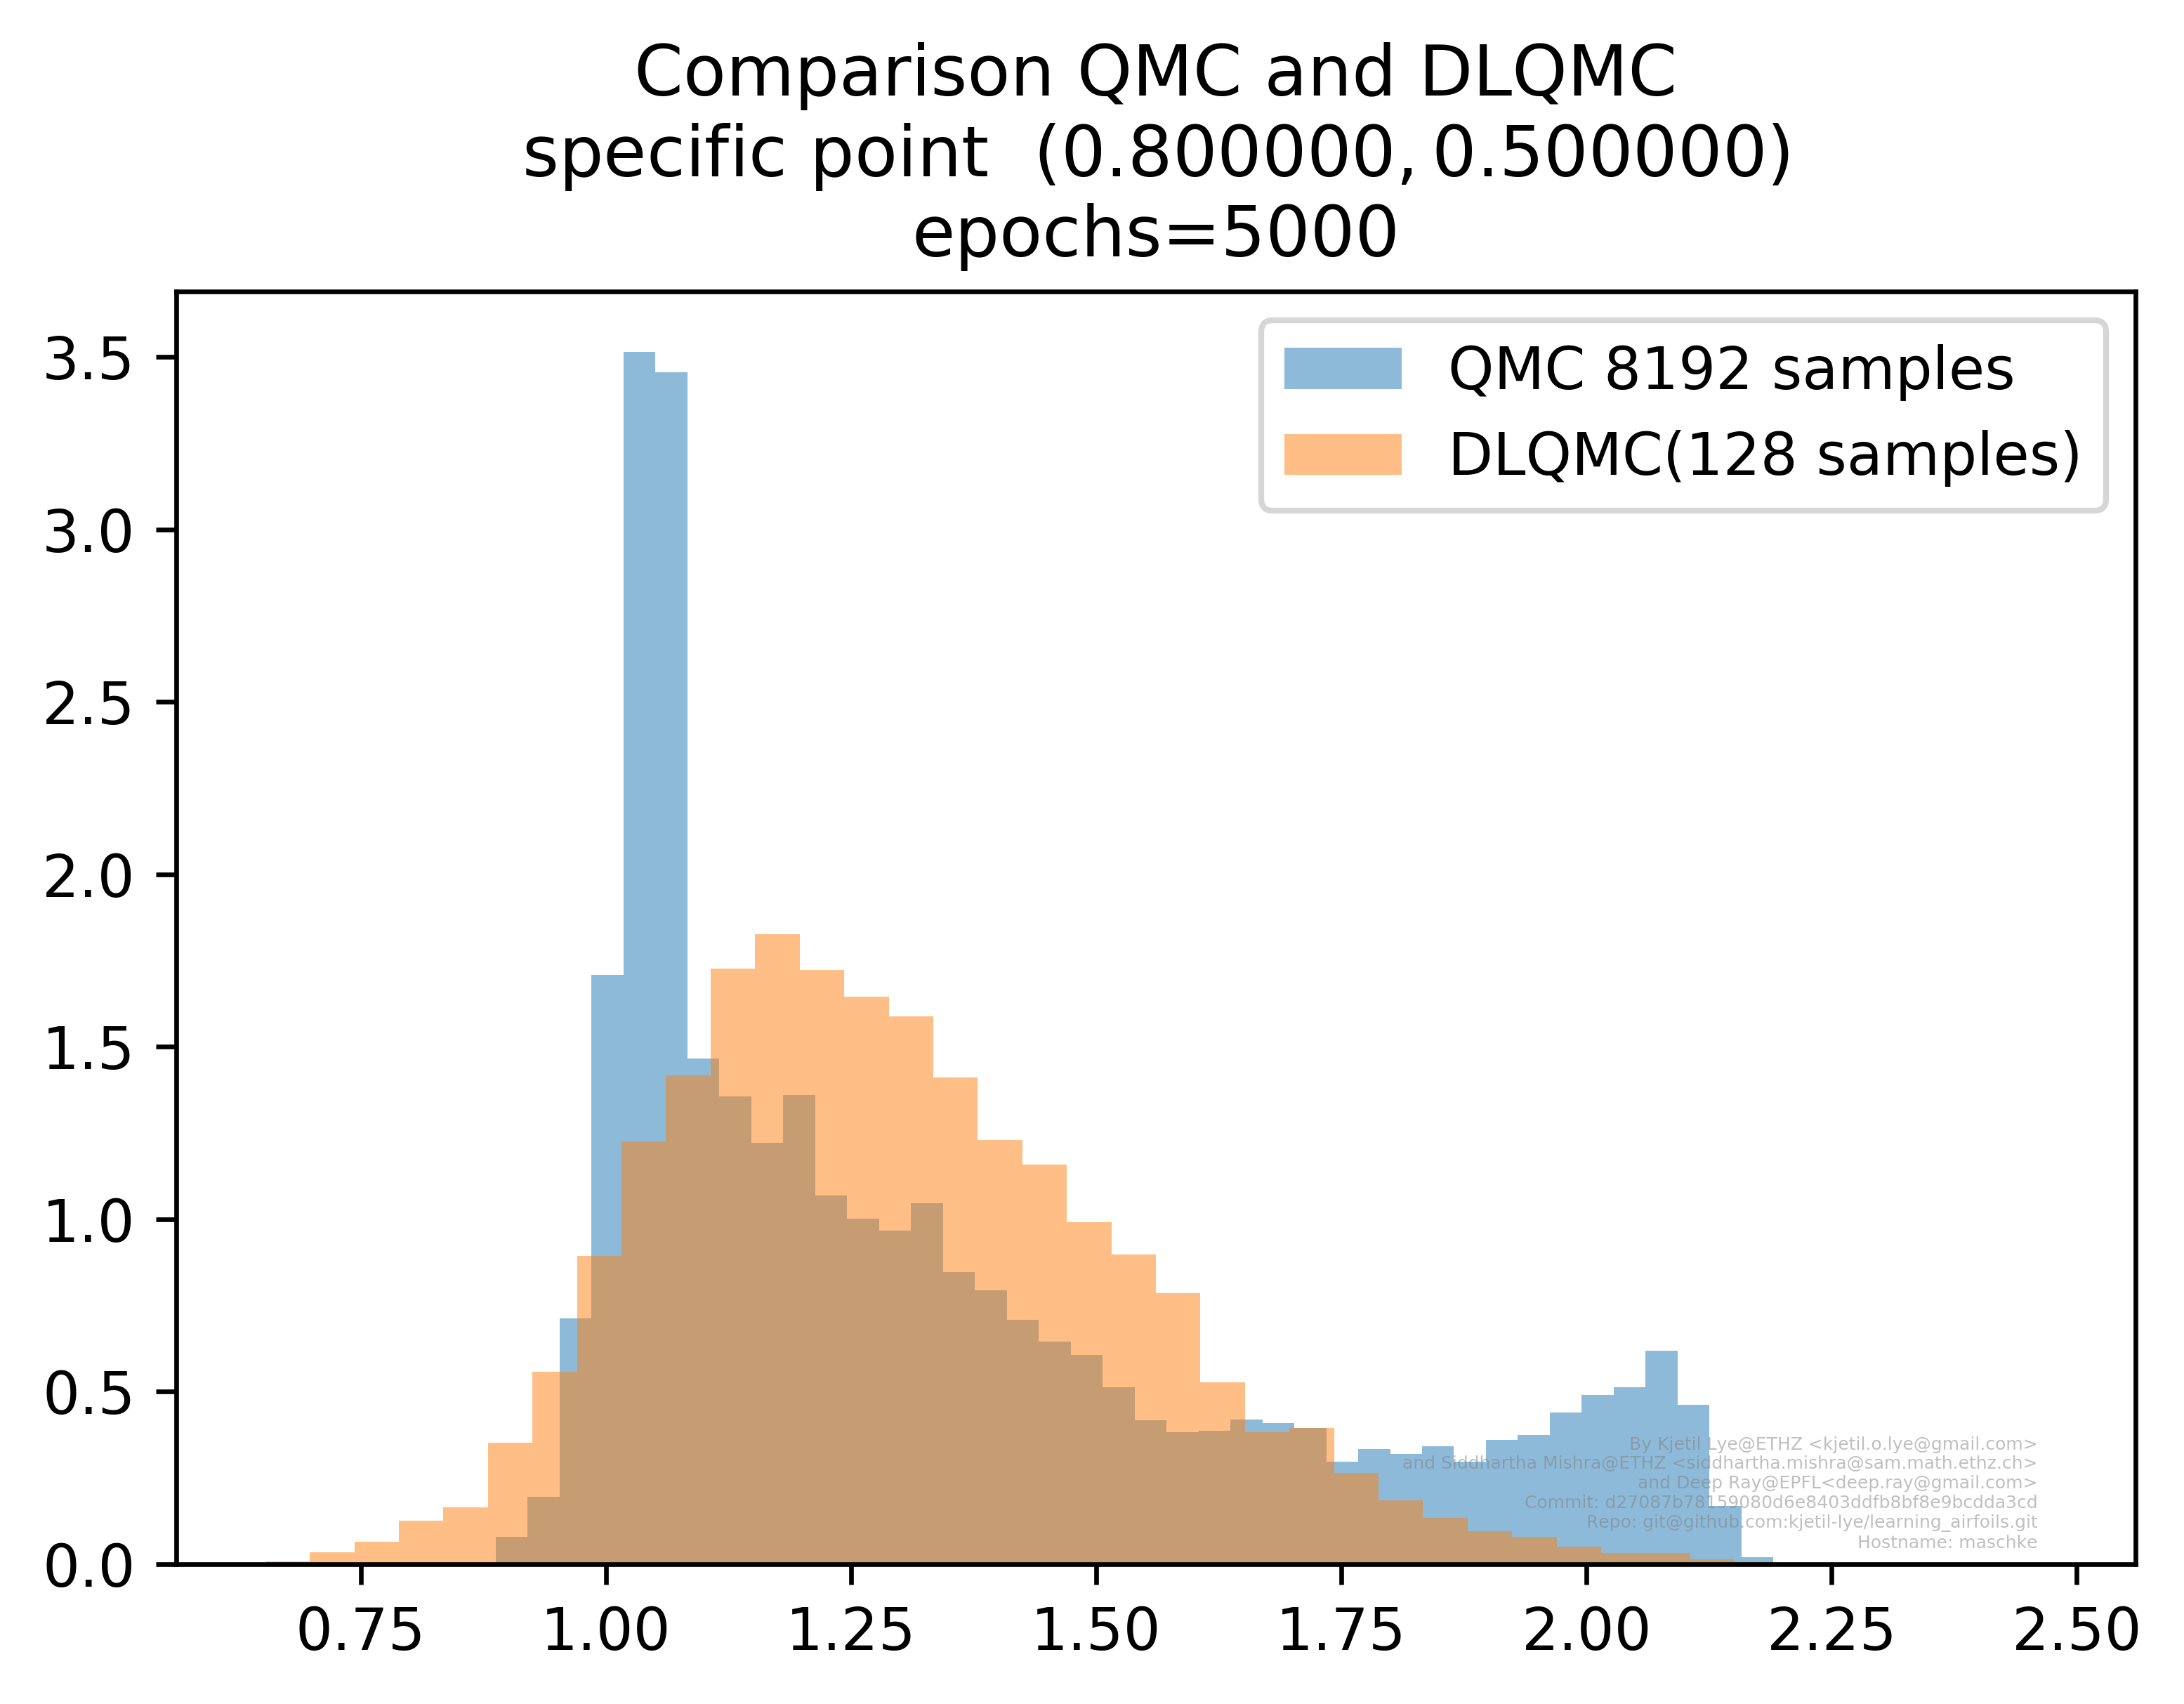 Comparison QMC and DLQMC
specific point (0.800000, 0.500000)
epochs=5000
QMC 8192 samples
DLQMC(128 samples)
3.5
3.0
2.5
2.0
1.5
1.0
0.5
0.0
By Kjetil Lye@ETHZ <kjetil.o.lye@gmail.com>
and Siddhartha Mishra@ETHZ <siddhartha.mishra@sam.math.ethz.ch>
and Deep Ray@EPFL<deep.ray@gmail.com>
Commit: d27087b78159080d6e8403ddfb8bf8e9bcdda3cd
Repo: git@github.com:kjetil-lye/learning_airfoils.git
Hostname: maschke
0.75 1.00 1.25 1.50 1.75 2.00 2.25 2.50